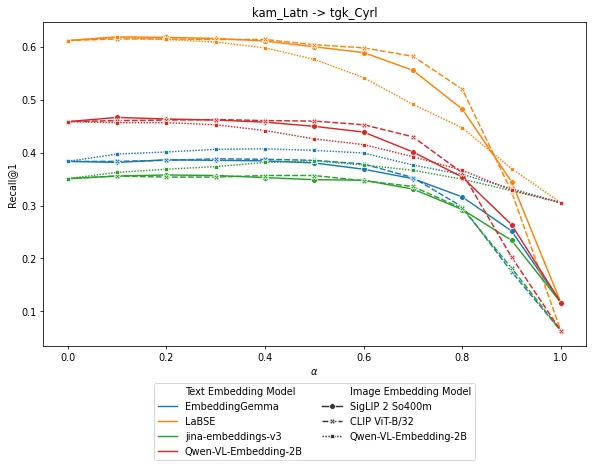 kam_Latn -> tgk_Cyrl
Recall@1
0.6
0.5
0.4
0.3
0.2
0.1
0.0
0.2
0.4
0.6
0.8
1.0
α
Text Embedding Model
EmbeddingGemma
LaBSE
jina-embeddings-v3
Qwen-VL-Embedding-2B
Image Embedding Model
SigLIP 2 So400m
CLIP ViT-B/32
Qwen-VL-Embedding-2B